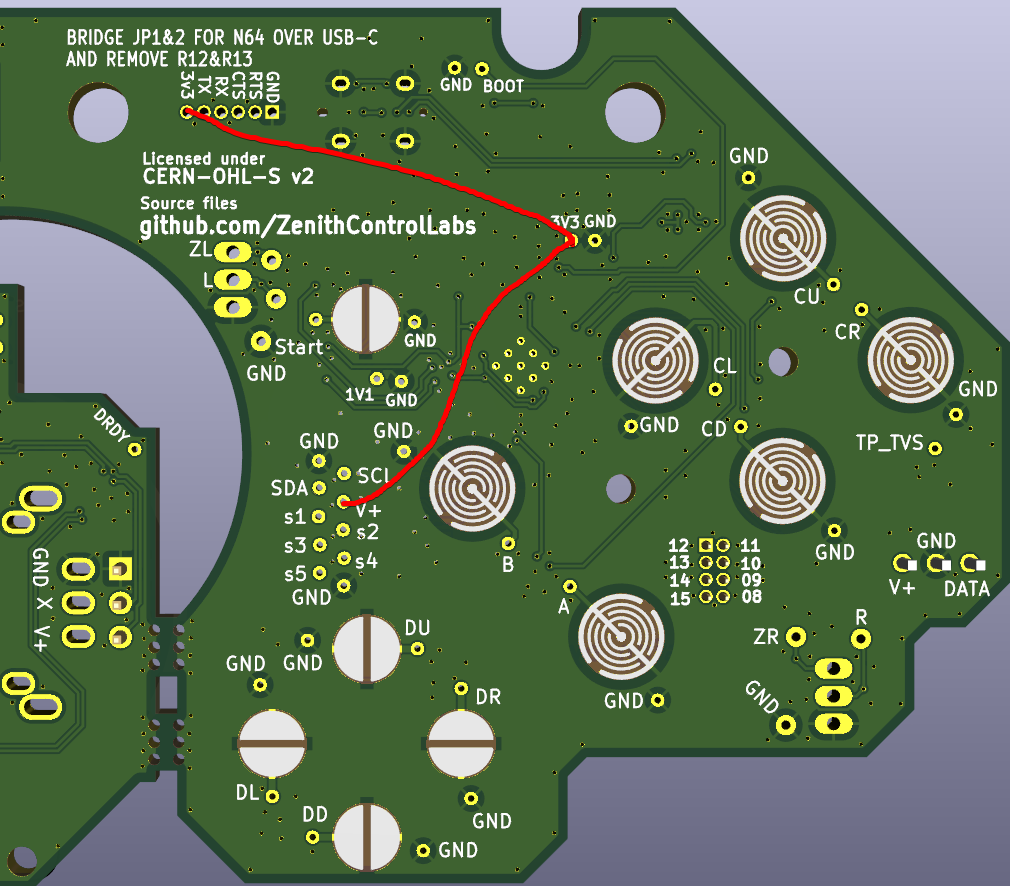 BRIDGE JP1&2 FOR N64 OVER USB-C
AND REMOVE R12&R13
3v3
TX
RX
CTS
RTS
GND
GND
BOOT
Licensed under
CERN-OHL-S v2
Source files
github.com/ZenithControlLabs
GND
3V3 GND
ZL
L
CU
CR
Start
GND
GND
CL
1V1
GND
GND
DRDY
GND
GND
GND
CD
TP_TVS
SCL
SDA
V+
s1
s2
s3
s4
s5
GND
B
A
12
11
13
10
14
09
15
08
GND
GND
V+
DATA
GND
X
V+
DU
GND
GND
DR
ZR
R
GND
GND
DL
DD
GND
GND